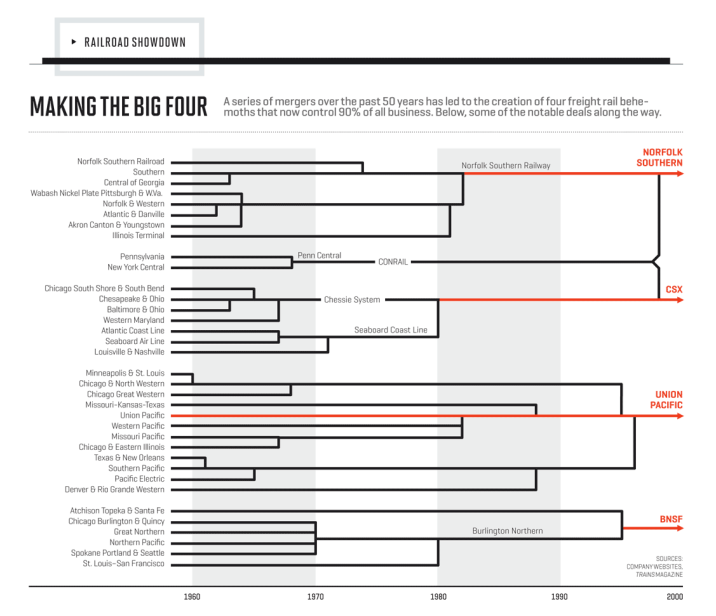 RAILROAD SHOWDOWN
MAKING THE BIG FOUR
A series of mergers over the past 50 years has led to the creation of four freight rail behe-
moths that now control 90% of all business. Below, some of the notable deals along the way.
NORFOLK
SOUTHERN
Norfolk Southern Railroad
Southern
Norfolk Southern Railway
Central of Georgia
Wabash Nickel Plate Pittsburgh & W.Va.
Norfolk & Western
Atlantic & Danville
Akron Canton & Youngstown
Illinois Terminal
Pennsylvania
Penn Central
CONRAIL
New York Central
Chicago South Shore & South Bend
CSX
Chesapeake & Ohio
Chessie System
Baltimore & Ohio
Western Maryland
Atlantic Coast Line
Seaboard Coast Line
Seaboard Air Line
Louisville & Nashville
Minneapolis & St. Louis
Chicago & North Western
Chicago Great Western
UNION
PACIFIC
Missouri-Kansas-Texas
Union Pacific
Western Pacific
Missouri Pacific
Chicago & Eastern Illinois
Texas & New Orleans
Southern Pacific
Pacific Electric
Denver & Rio Grande Western
Atchison Topeka & Santa Fe
BNSF
Chicago Burlington & Quincy
Great Northern
Burlington Northern
Northern Pacific
Spokane Portland & Seattle
St. Louis–San Francisco
SOURCES:
COMPANY WEBSITES,
TRAINS MAGAZINE
1960
1970
1980
1990
2000